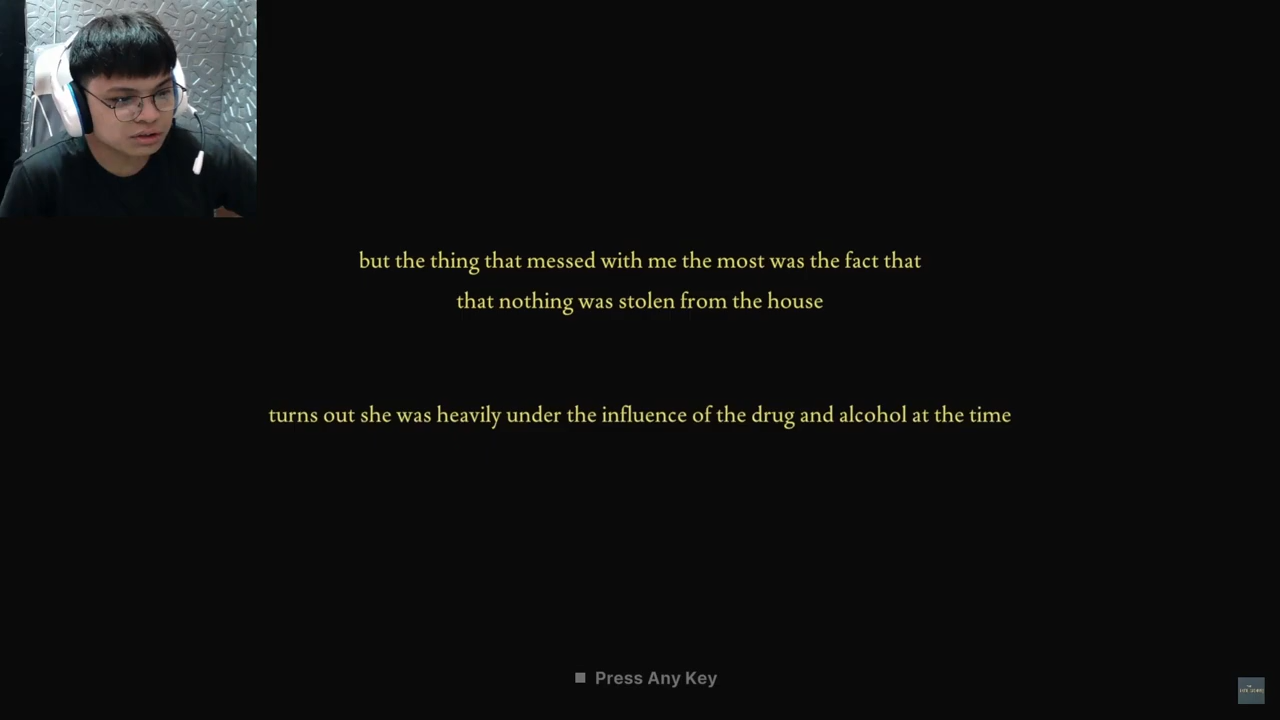 but the thing that messed with me the most was the fact that
that nothing was stolen from the house
turns out she was heavily under the influence of the drug and alcohol at the time
Press Any Key